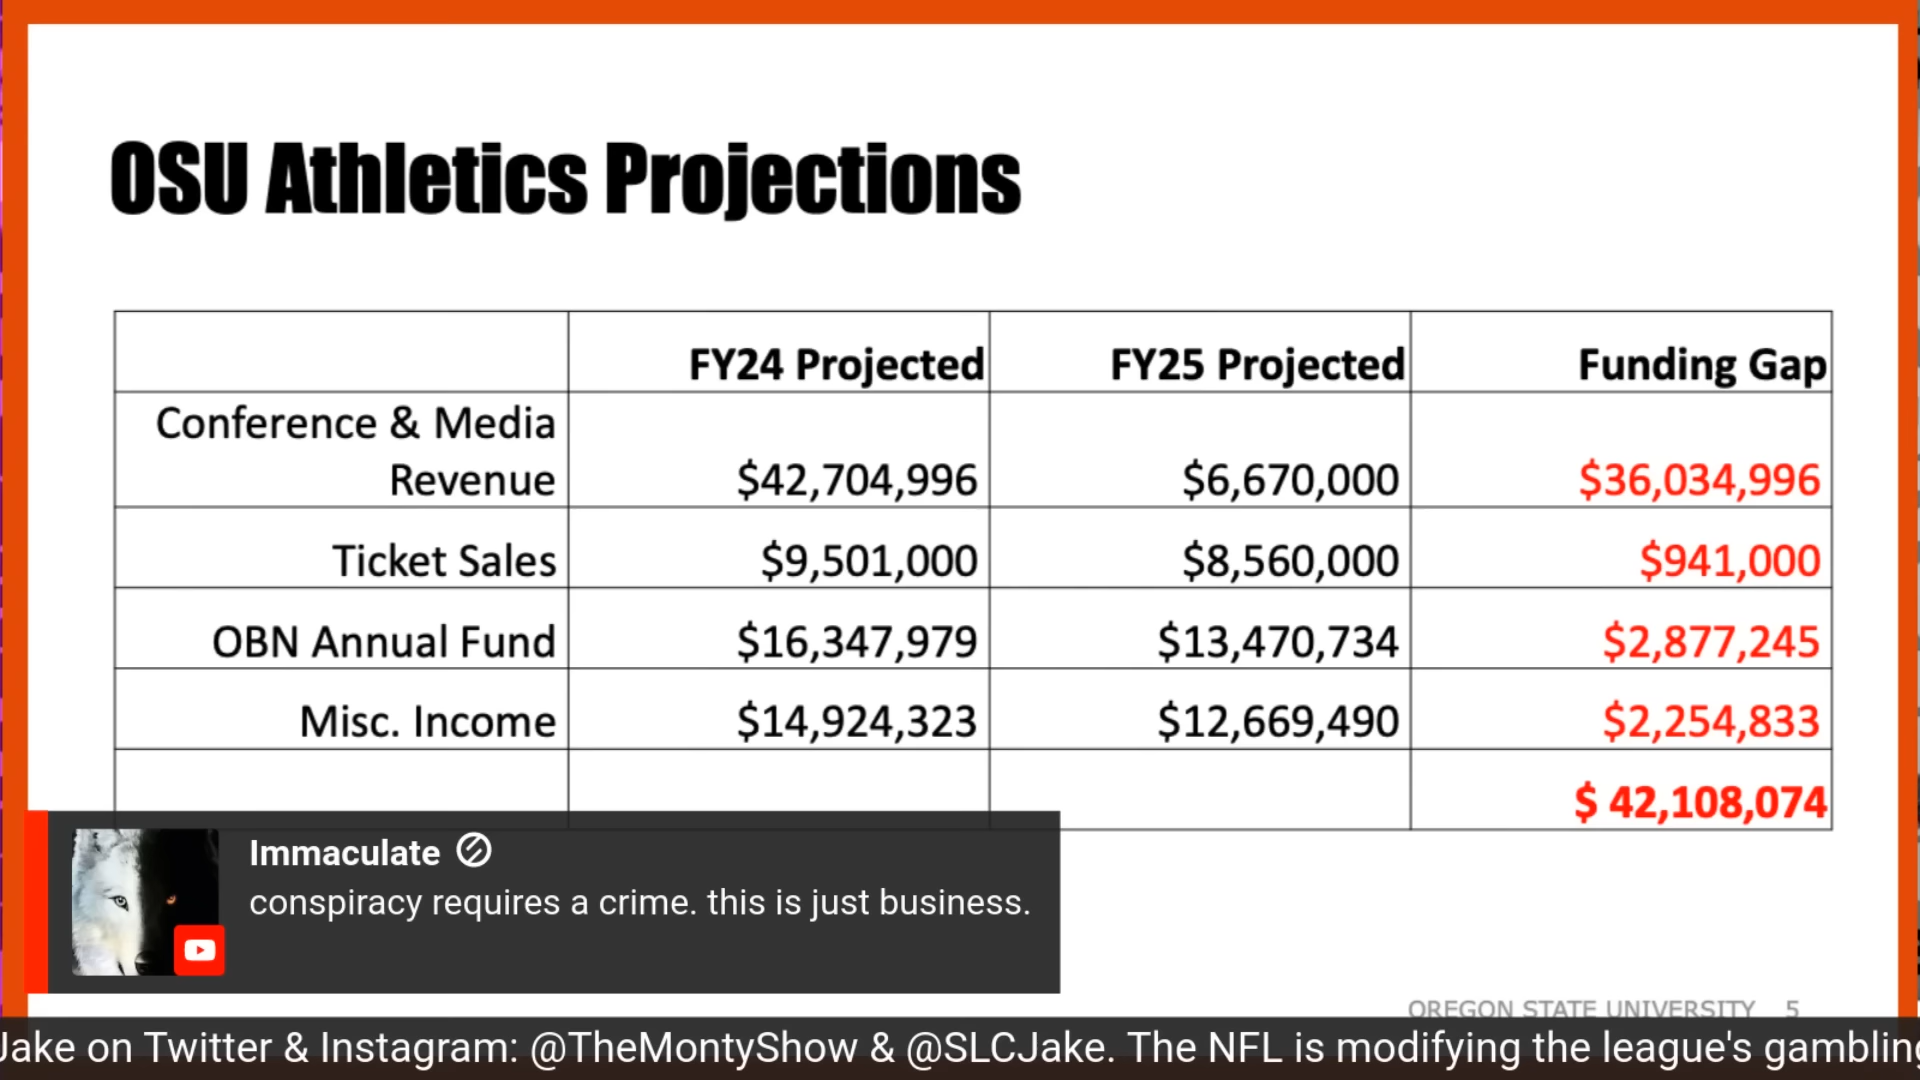 OSU Athletics Projections
FY24 Projected FY25 Projected Funding Gap
Conference & Media
Revenue $42,704,996 $6,670,000 $36,034,996
Ticket Sales $9,501,000 $8,560,000 $941,000
OBN Annual Fund $16,347,979 $13,470,734 $2,877,245
Misc. Income $14,924,323 $12,669,490 $2,254,833
$ 42,108,074
Immaculate
conspiracy requires a crime. this is just business.
OREGON STATE UNIVERSITY 5
Jake on Twitter & Instagram: @TheMontyShow & @SLCJake. The NFL is modifying the league's gambling